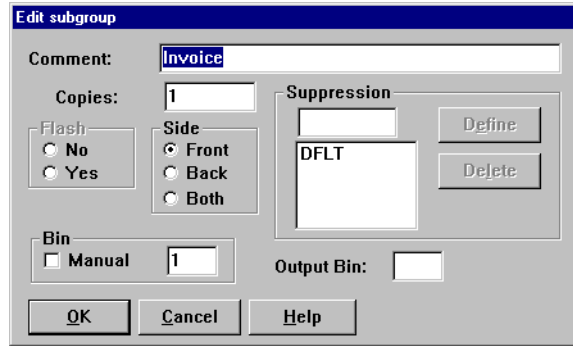 Edit subgroup
Comment: Invoice
Copies: 1
Suppression
Flash
No
Yes
Side
Front
Back
Both
DFLT
Define
Delete
Bin
Manual 1
Output Bin:
OK Cancel Help